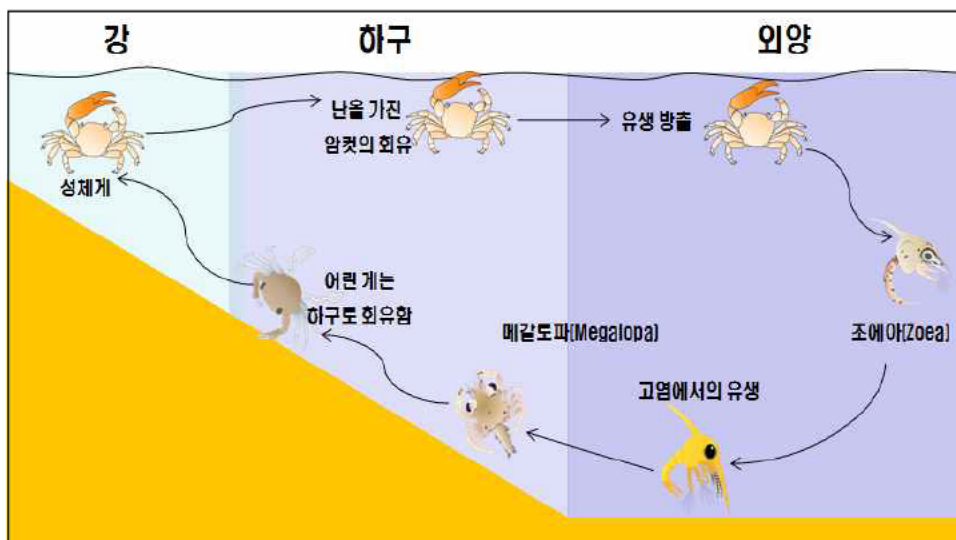 강
하구
외양
난을 가진
암컷의 회유
유생 방출
성체게
어린 게는
하구로 회유함
메갈로파(Megalopa)
조에아(Zoea)
고염에서의 유생